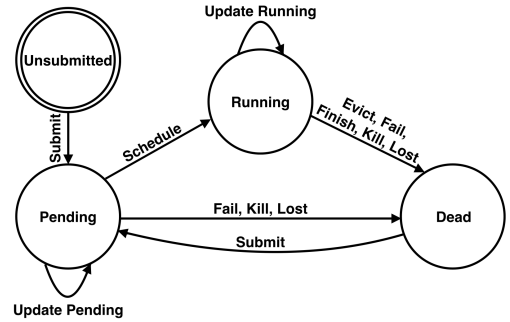 Update Running
Unsubmitted
Submit
Schedule
Running
Evict, Fail,
Finish, Kill, Lost
Pending
Fail, Kill, Lost
Dead
Submit
Update Pending